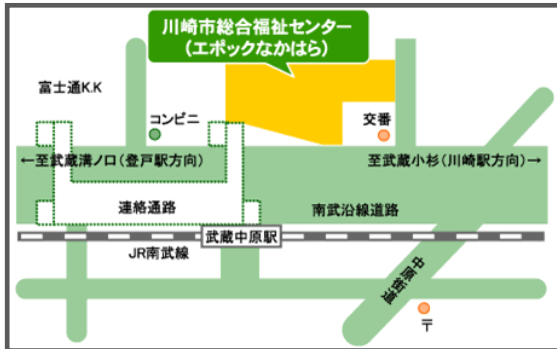 川崎市総合福祉センター
(エポックなかはら)
富士通K.K
コンビニ
交番
←至武蔵溝ノ口(登戸駅方向)
至武蔵小杉(川崎駅方向)→
連絡通路
南武沿線道路
武蔵中原駅
JR南武線
中原街道
〒